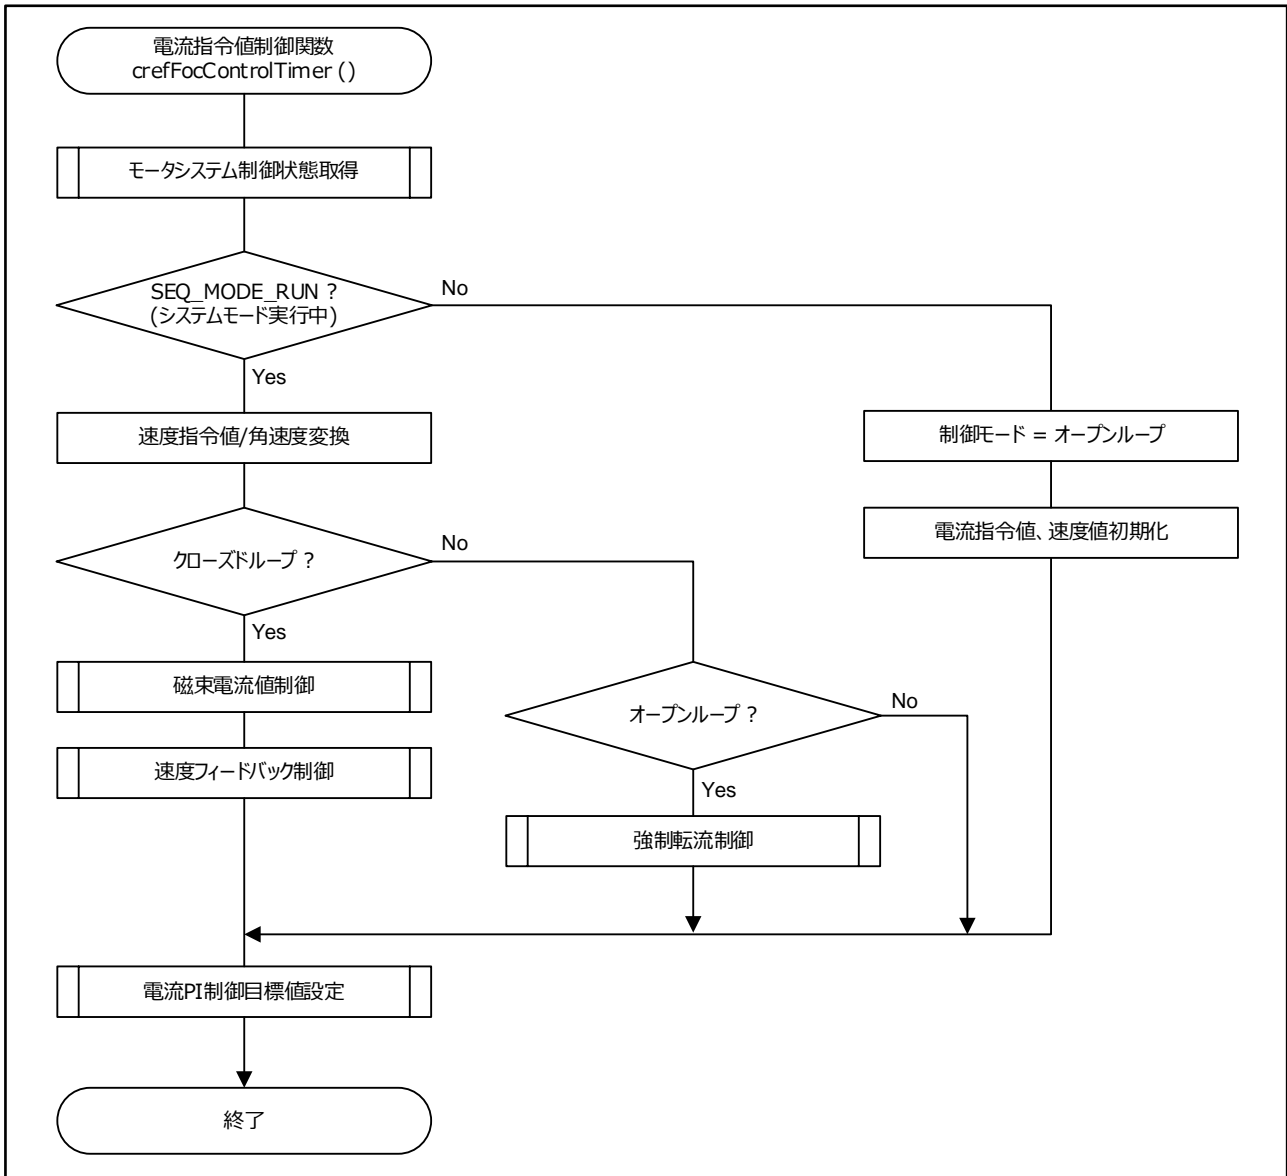 電流指令値制御関数
crefFocControlTimer ()
モータシステム制御状態取得
SEQ_MODE_RUN ?
(システムモード実行中)
No
Yes
速度指令値/角速度変換
制御モード = オープンループ
電流指令値、速度値初期化
クローズドループ ?
No
Yes
磁束電流値制御
オープンループ ?
No
速度フィードバック制御
Yes
強制転流制御
電流PI制御目標値設定
終了